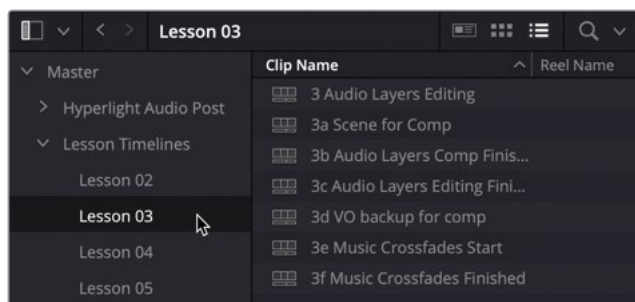 Lesson 03
Master
Hyperlight Audio Post
Lesson Timelines
Lesson 02
Lesson 03
Lesson 04
Lesson 05
Clip Name Reel Name
3 Audio Layers Editing
3a Scene for Comp
3b Audio Layers Comp Finis...
3c Audio Layers Editing Fini...
3d VO backup for comp
3e Music Crossfades Start
3f Music Crossfades Finished